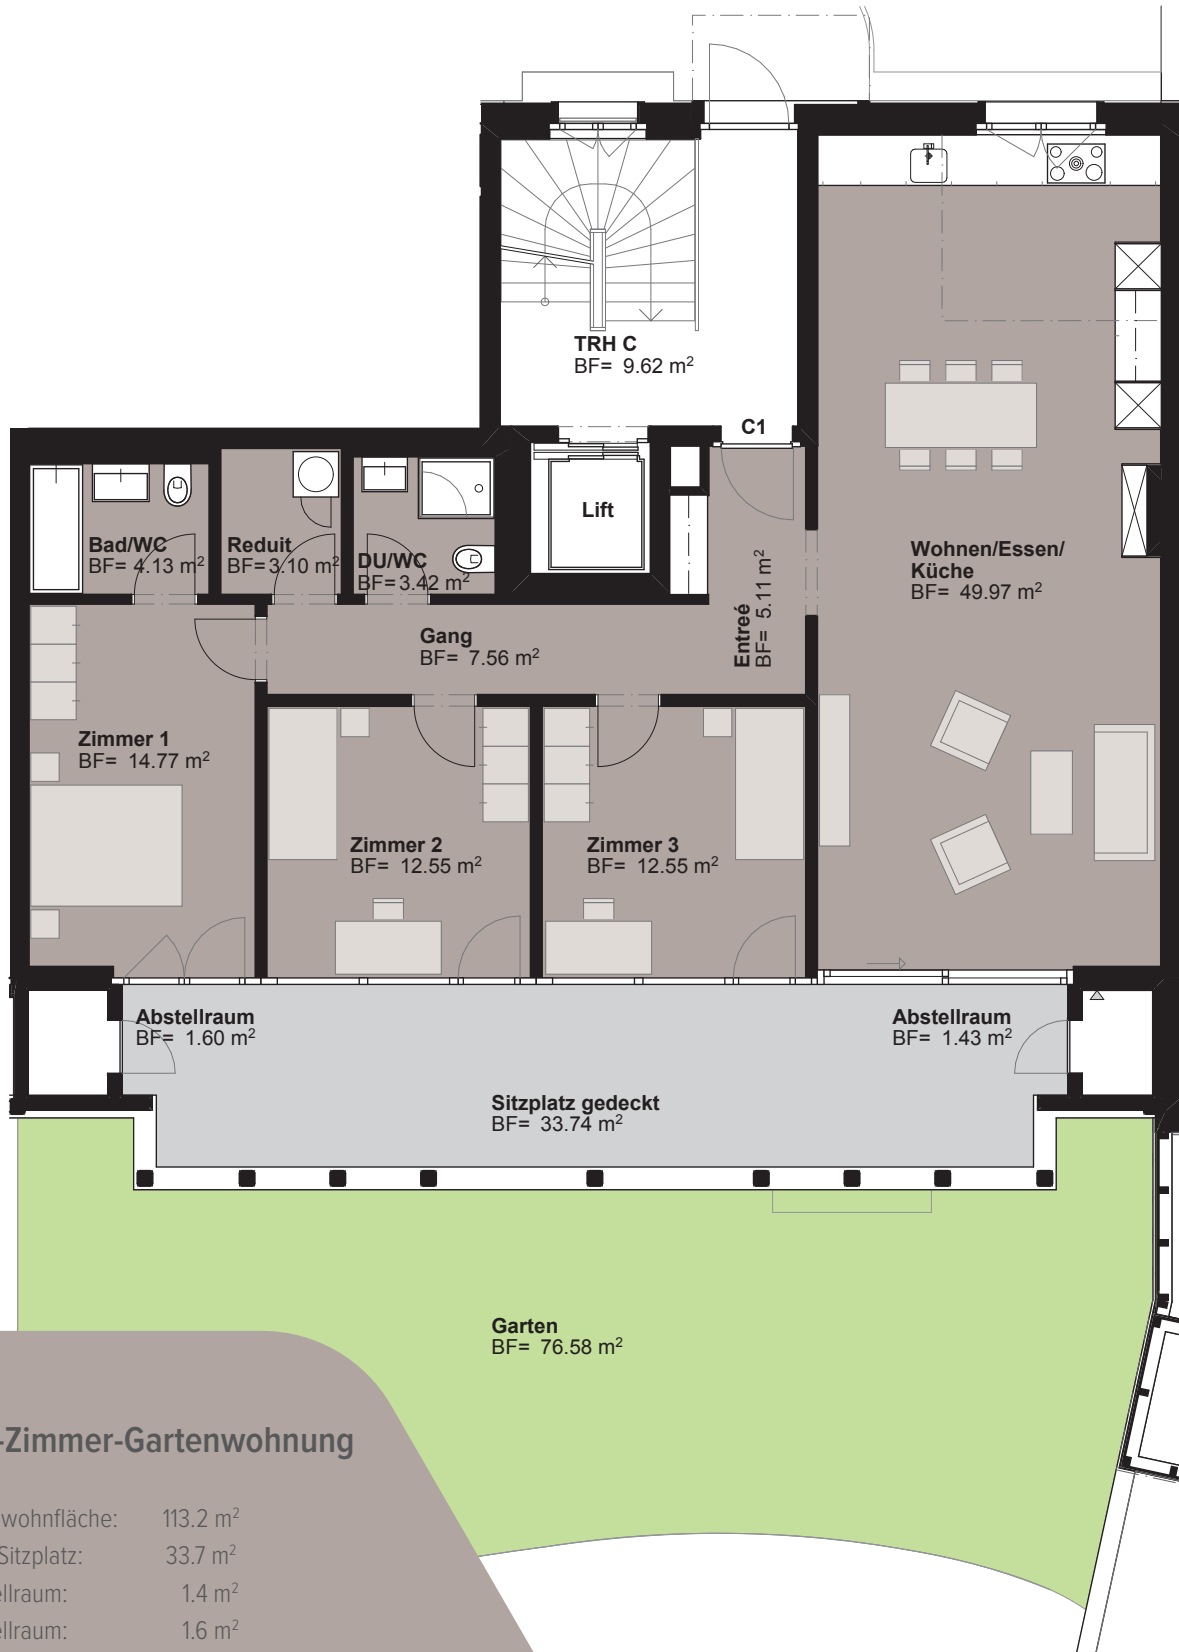 TRH C
BF= 9.62 m²
C1
Lift
Bad/WC
BF= 4.13 m²
Reduit
BF= 3.10 m²
DU/WC
BF= 3.42 m²
Entreé
BF= 5.11 m²
Wohnen/Essen/
Küche
BF= 49.97 m²
Gang
BF= 7.56 m²
Zimmer 1
BF= 14.77 m²
Zimmer 2
BF= 12.55 m²
Zimmer 3
BF= 12.55 m²
Abstellraum
BF= 1.60 m²
Abstellraum
BF= 1.43 m²
Sitzplatz gedeckt
BF= 33.74 m²
Garten
BF= 76.58 m²
-Zimmer-Gartenwohnung
wohnfläche: 113.2 m²
Sitzplatz: 33.7 m²
llraum: 1.4 m²
llraum: 1.6 m²